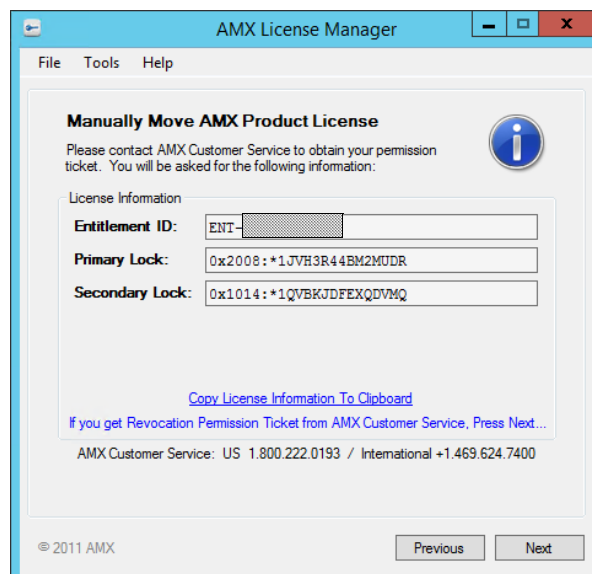 AMX License Manager
File Tools Help
Manually Move AMX Product License
Please contact AMX Customer Service to obtain your permission
ticket. You will be asked for the following information:
License Information
Entitlement ID: ENT-
Primary Lock: 0x2008:*1JVH3R44BM2MUDR
Secondary Lock: 0x1014:*1QVBKJDFEXQDVMQ
Copy License Information To Clipboard
If you get Revocation Permission Ticket from AMX Customer Service, Press Next...
AMX Customer Service: US 1.800.222.0193 / International +1.469.624.7400
© 2011 AMX Previous Next